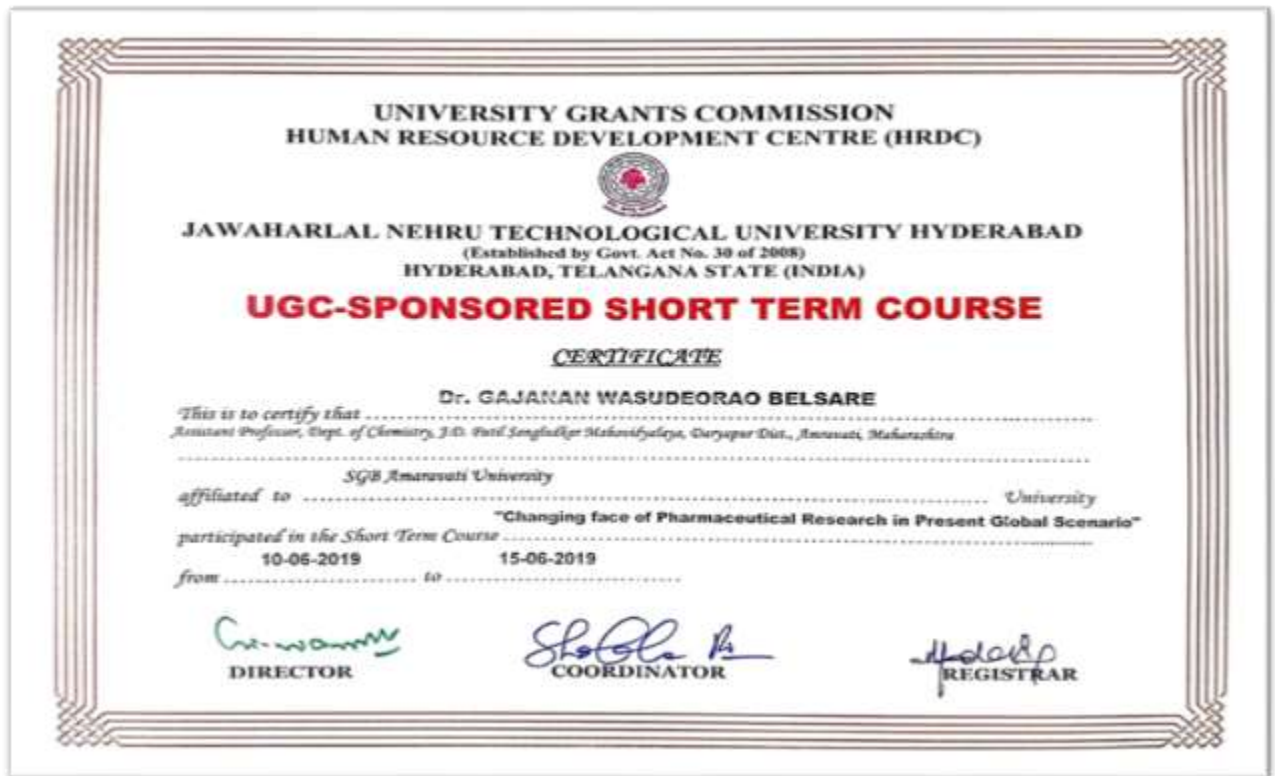 UNIVERSITY GRANTS COMMISSION
HUMAN RESOURCE DEVELOPMENT CENTRE (HRDC)
JAWAHARLAL NEHRU TECHNOLOGICAL UNIVERSITY HYDERABAD
(Established by Govt. Act No. 30 of 2008)
HYDERABAD, TELANGANA STATE (INDIA)
UGC-SPONSORED SHORT TERM COURSE
CERTIFICATE
This is to certify that Dr. GAJANAN WASUDEORAO BELSARE
Assistant Professor, Dept. of Chemistry, J.D. Patil Sangludkar Mahavidyalaya, Daryapur Dist., Amravati, Maharashtra
affiliated to SGB Amaravati University University
participated in the Short Term Course "Changing face of Pharmaceutical Research in Present Global Scenario"
from 10-06-2019 to 15-06-2019
DIRECTOR COORDINATOR REGISTRAR